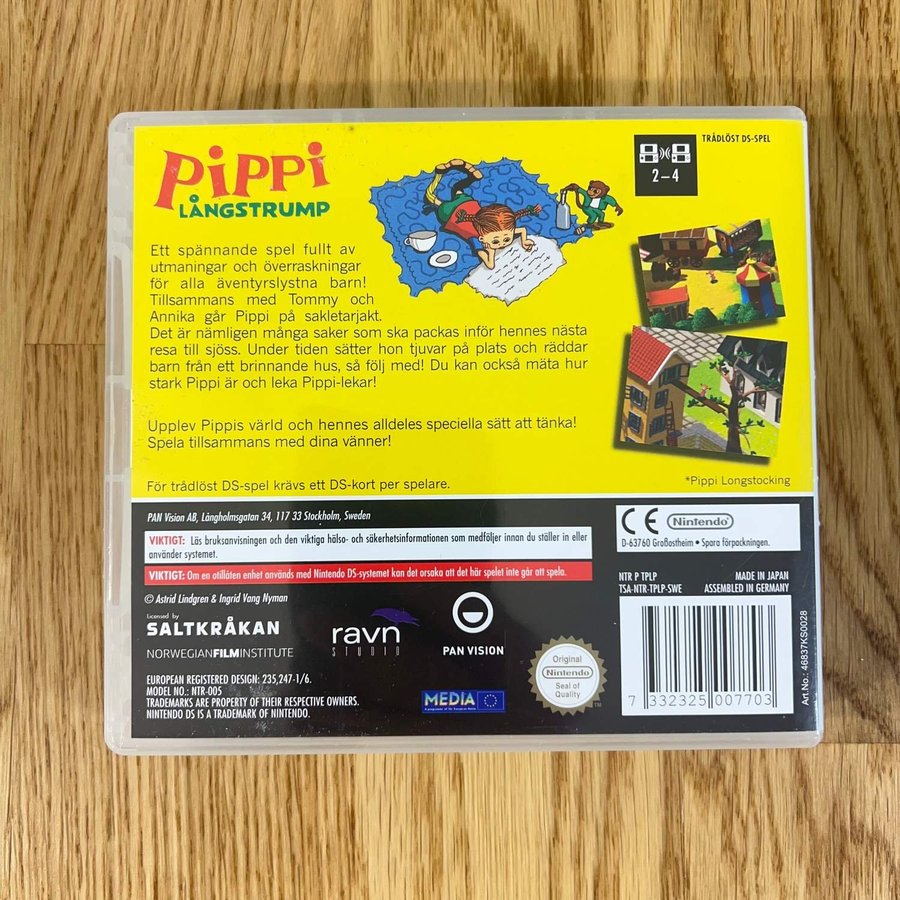 PiPPi
LÅNGSTRUMP
TRÅDLÖST DS-SPEL
2–4
Ett spännande spel fullt av
utmaningar och överraskningar
för alla äventyrslystna barn!
Tillsammans med Tommy och
Annika går Pippi på sakletarjakt.
Det är nämligen många saker som ska packas inför hennes nästa
resa till sjöss. Under tiden sätter hon tjuvar på plats och räddar
barn från ett brinnande hus, så följ med! Du kan också mäta hur
stark Pippi är och leka Pippi-lekar!
Upplev Pippis värld och hennes alldeles speciella sätt att tänka!
Spela tillsammans med dina vänner!
För trådlöst DS-spel krävs ett DS-kort per spelare.
*Pippi Longstocking
PAN Vision AB, Långholmsgatan 34, 117 33 Stockholm, Sweden
VIKTIGT: Läs bruksanvisningen och den viktiga hälso- och säkerhetsinformationen som medföljer innan du ställer in eller
använder systemet.
VIKTIGT: Om en otillåten enhet används med Nintendo DS-systemet kan det orsaka att det här spelet inte går att spela.
© Astrid Lindgren & Ingrid Vang Nyman
Licensed by
SALTKRÅKAN
NORWEGIANFILMINSTITUTE
ravn
STUDIO
PAN VISION
EUROPEAN REGISTERED DESIGN: 235,247-1/6.
MODEL NO.: NTR-005
TRADEMARKS ARE PROPERTY OF THEIR RESPECTIVE OWNERS.
NINTENDO DS IS A TRADEMARK OF NINTENDO.
MEDIA
Original
Nintendo
Seal of
Quality
TM
CE
Nintendo
D-63760 Großostheim • Spara förpackningen.
NTR P TPLP
TSA-NTR-TPLP-SWE
MADE IN JAPAN
ASSEMBLED IN GERMANY
7 332325 007703
Art.No.: 46837KS0028